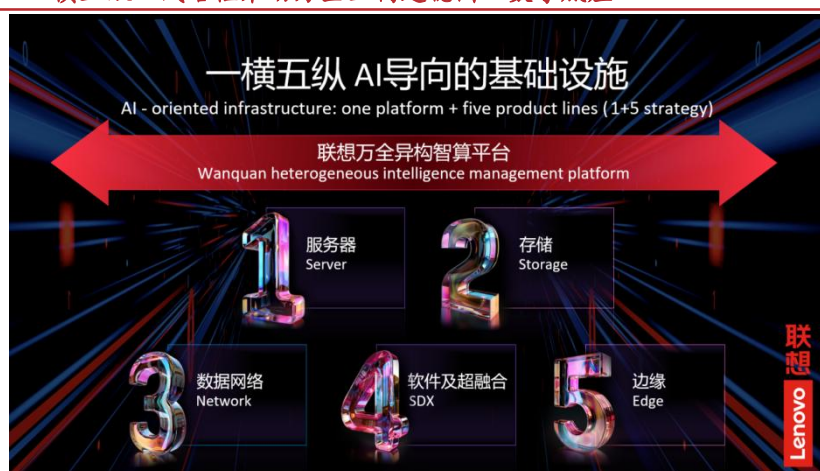 一横五纵 AI导向的基础设施
AI - oriented infrastructure: one platform + five product lines (1+5 strategy)
联想万全异构智算平台
Wanquan heterogeneous intelligence management platform
1
服务器
Server
2
存储
Storage
3
数据网络
Network
4
软件及超融合
SDX
5
边缘
Edge
联想
Lenovo